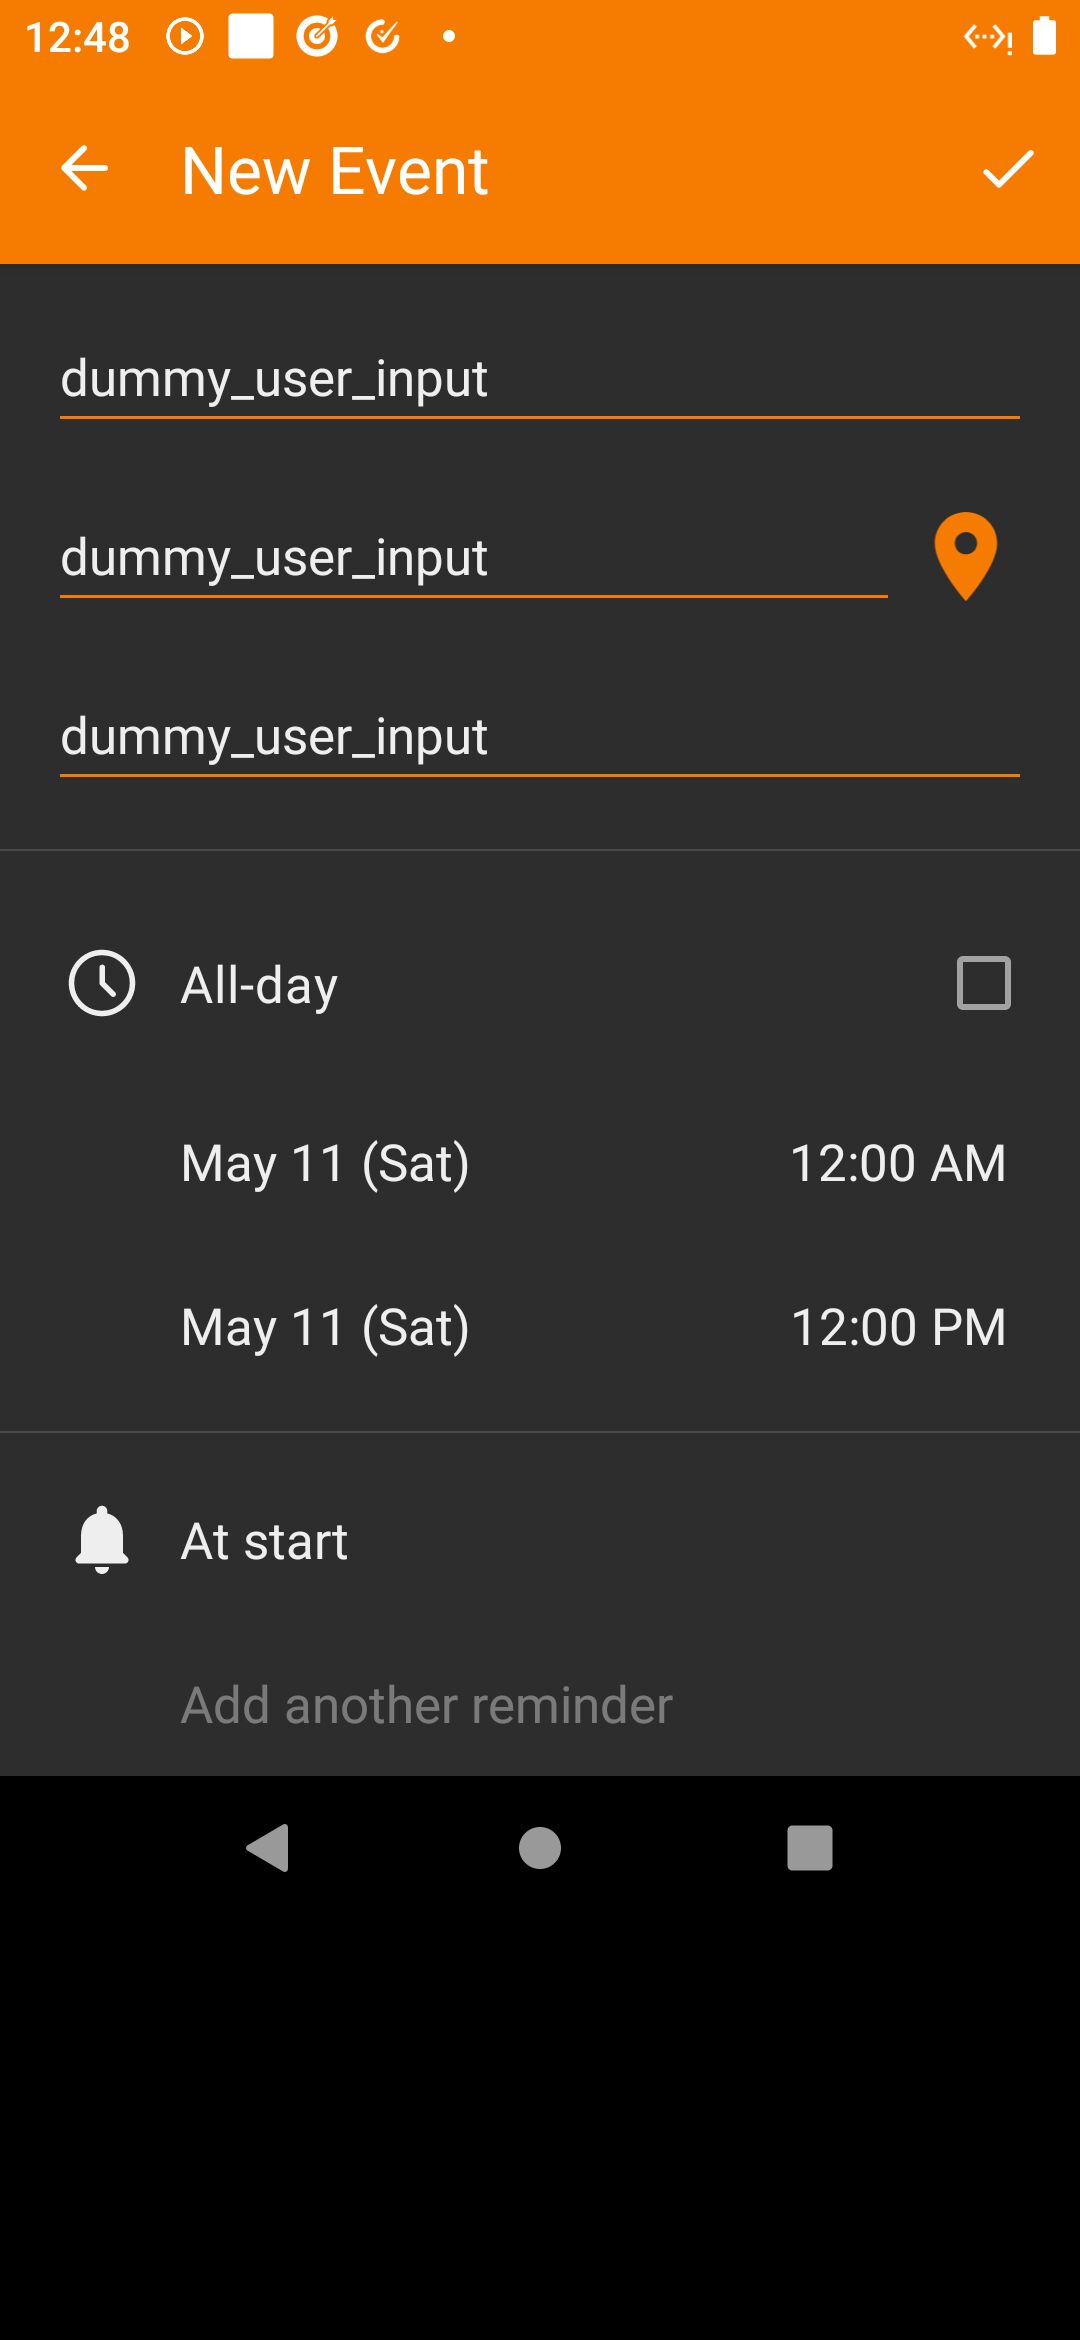 12:48
New Event
dummy_user_input
dummy_user_input
dummy_user_input
All-day
May 11 (Sat) 12:00 AM
May 11 (Sat) 12:00 PM
At start
Add another reminder